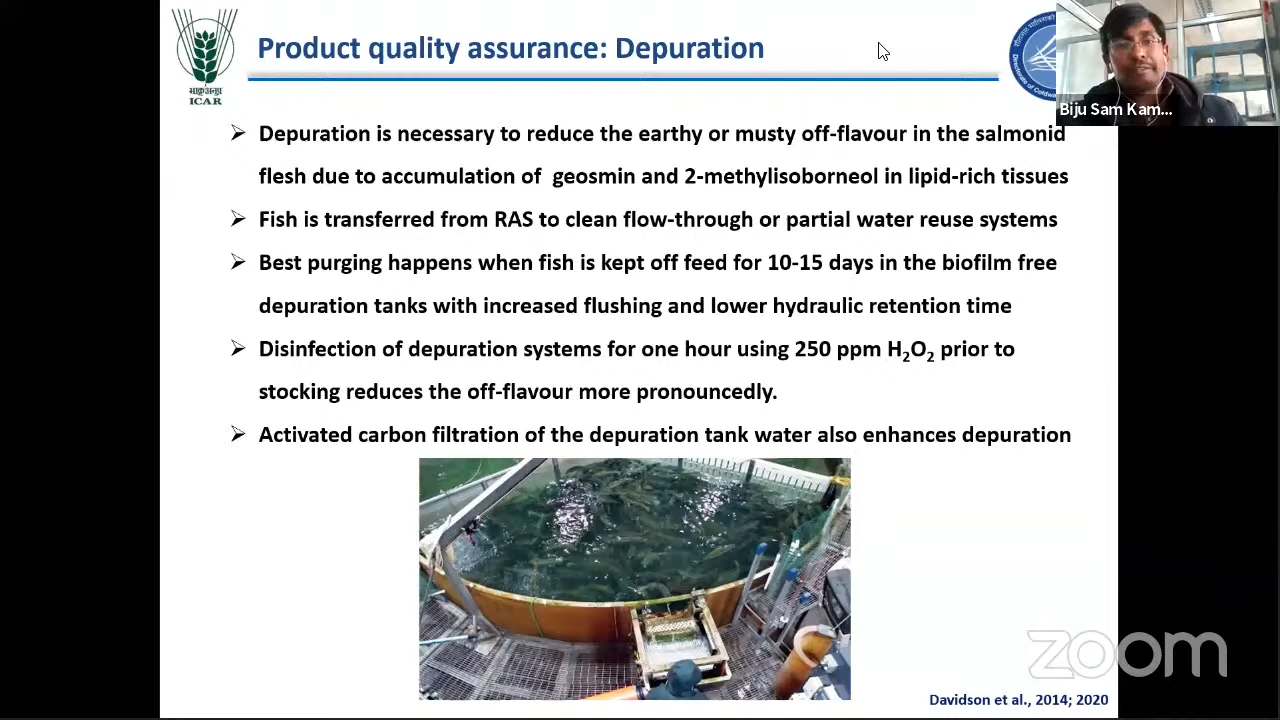 Product quality assurance: Depuration
भाकृअनुप
ICAR
Directorate of Coldwa
Biju Sam Kam...
➢ Depuration is necessary to reduce the earthy or musty off-flavour in the salmonid
flesh due to accumulation of geosmin and 2-methylisoborneol in lipid-rich tissues
➢ Fish is transferred from RAS to clean flow-through or partial water reuse systems
➢ Best purging happens when fish is kept off feed for 10-15 days in the biofilm free
depuration tanks with increased flushing and lower hydraulic retention time
➢ Disinfection of depuration systems for one hour using 250 ppm H₂O₂ prior to
stocking reduces the off-flavour more pronouncedly.
➢ Activated carbon filtration of the depuration tank water also enhances depuration
zoom
Davidson et al., 2014; 2020